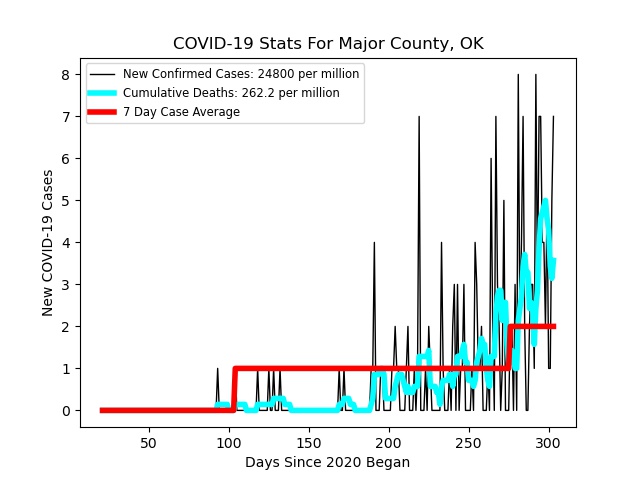 COVID-19 Stats For Major County, OK
New Confirmed Cases: 24800 per million
Cumulative Deaths: 262.2 per million
7 Day Case Average
8
7
6
5
4
3
2
1
0
New COVID-19 Cases
50 100 150 200 250 300
Days Since 2020 Began